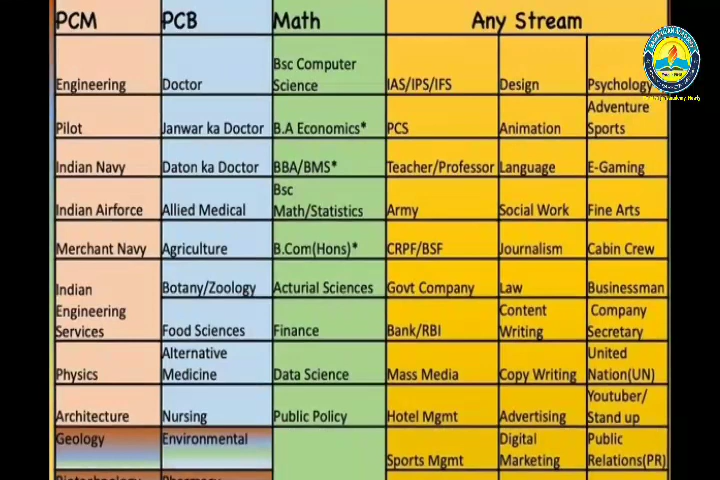 PCM PCB Math Any Stream
Bsc Computer
Engineering Doctor Science IAS/IPS/IFS Design Psychology
Adventure
Pilot Janwar ka Doctor B.A Economics* PCS Animation Sports
Indian Navy Daton ka Doctor BBA/BMS* Teacher/Professor Language E-Gaming
Bsc
Indian Airforce Allied Medical Math/Statistics Army Social Work Fine Arts
Merchant Navy Agriculture B.Com(Hons)* CRPF/BSF Journalism Cabin Crew
Indian Botany/Zoology Acturial Sciences Govt Company Law Businessman
Engineering Content Company
Services Food Sciences Finance Bank/RBI Writing Secretary
Alternative United
Physics Medicine Data Science Mass Media Copy Writing Nation(UN)
Youtuber/
Architecture Nursing Public Policy Hotel Mgmt Advertising Stand up
Geology Environmental Digital Public
Sports Mgmt Marketing Relations(PR)
Biotechnology Pharmacy